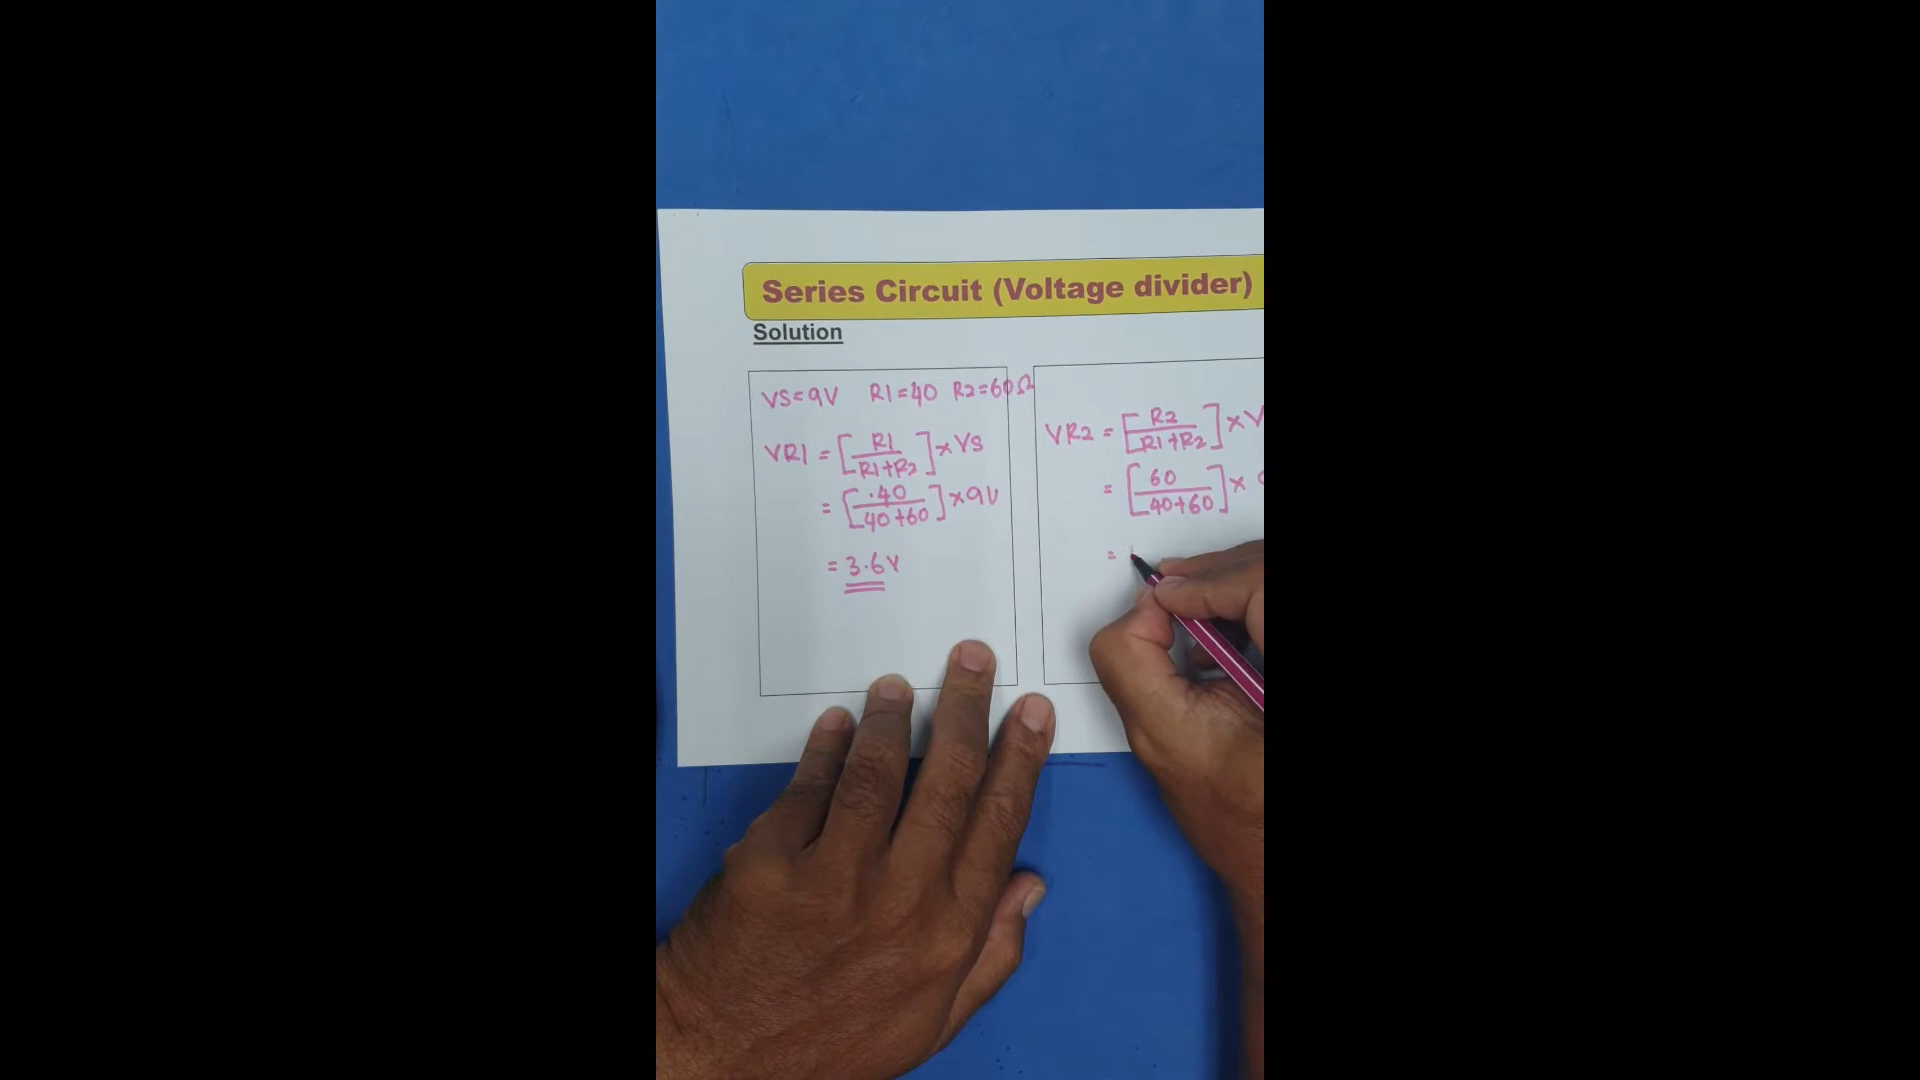 Series Circuit (Voltage divider)
Solution
VS=9V R1=40 R2=60Ω
VR1 = [R1/R1+R2] × VS
= [40/40+60] × 9V
= 3.6V
VR2 = [R2/R1+R2] × V
= [60/40+60] ×
=